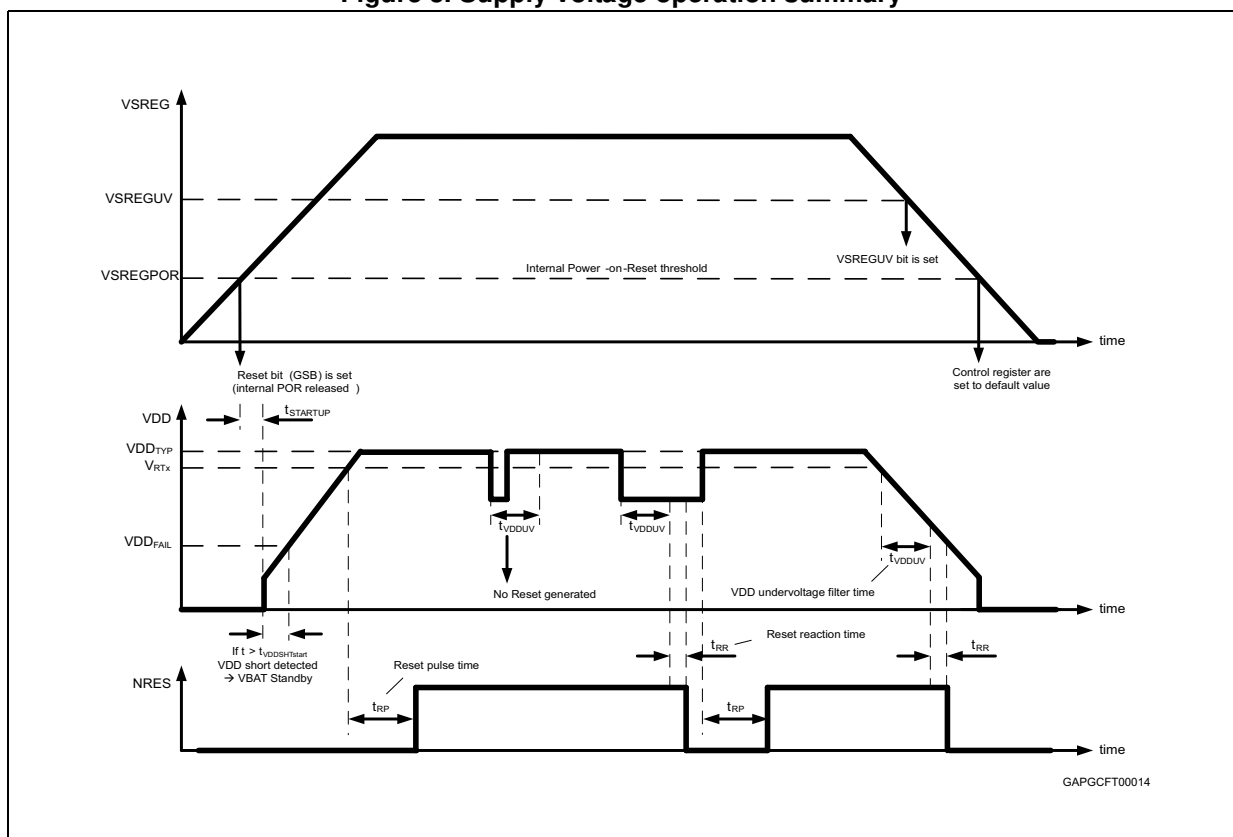 Figure 3. Supply voltage operation summary
VSREG
VSREGUV
VSREGPOR
Internal Power -on-Reset threshold
VSREGUV bit is set
time
Reset bit (GSB) is set
(internal POR released )
Control register are
set to default value
VDD
tSTARTUP
VDDTYP
VRTx
tVDDUV
tVDDUV
tVDDUV
VDDFAIL
No Reset generated
VDD undervoltage filter time
time
If t > tVDDSHTstart
VDD short detected
→ VBAT Standby
Reset pulse time
tRR
Reset reaction time
tRR
NRES
tRP
tRP
time
GAPGCFT00014